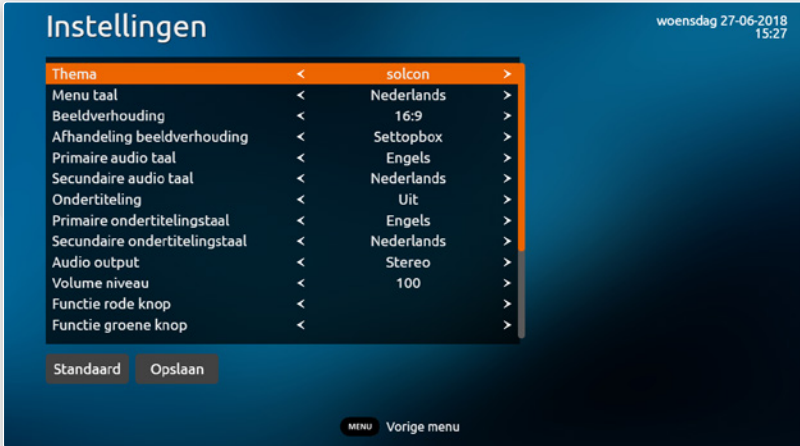 Instellingen
woensdag 27-06-2018
15:27
Thema < solcon >
Menu taal < Nederlands >
Beeldverhouding < 16:9 >
Afhandeling beeldverhouding < Settopbox >
Primaire audio taal < Engels >
Secundaire audio taal < Nederlands >
Ondertiteling < Uit >
Primaire ondertitelingstaal < Engels >
Secundaire ondertitelingstaal < Nederlands >
Audio output < Stereo >
Volume niveau < 100 >
Functie rode knop < >
Functie groene knop < >
Standaard Opslaan
MENU Vorige menu